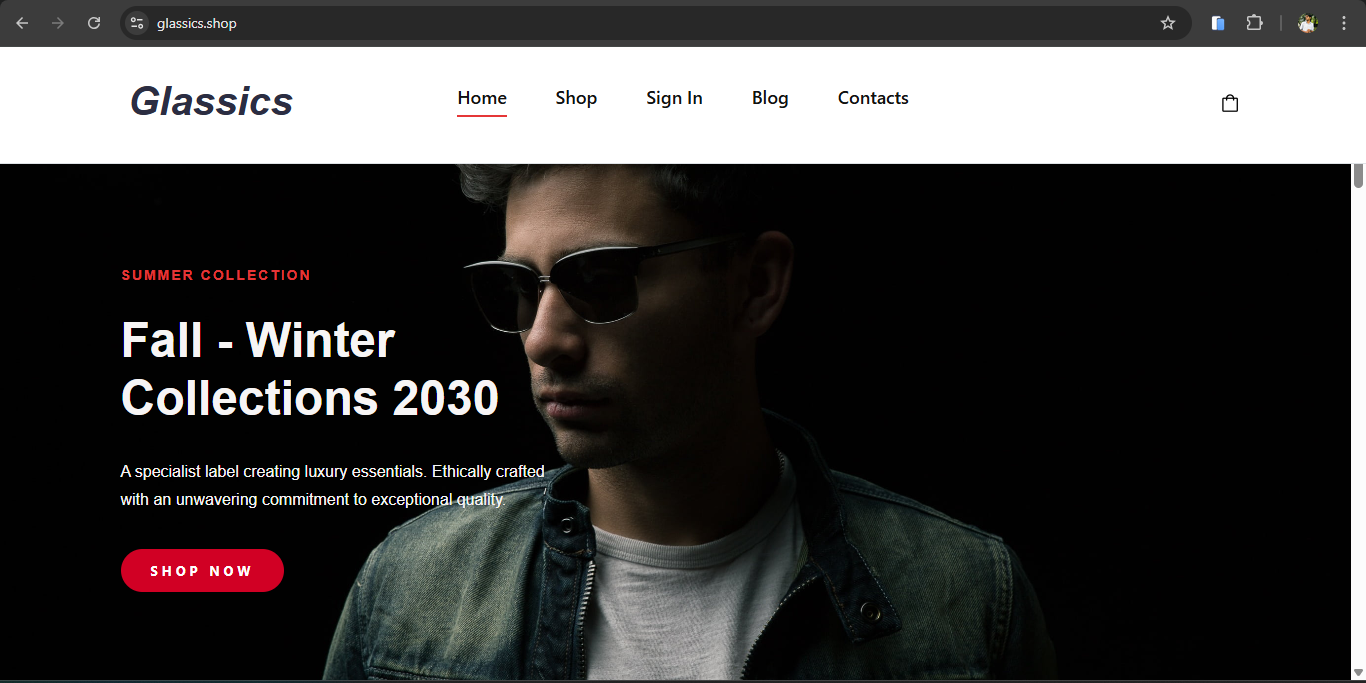 glassics.shop
Glassics
Home Shop Sign In Blog Contacts
SUMMER COLLECTION
Fall - Winter
Collections 2030
A specialist label creating luxury essentials. Ethically crafted
with an unwavering commitment to exceptional quality.
SHOP NOW